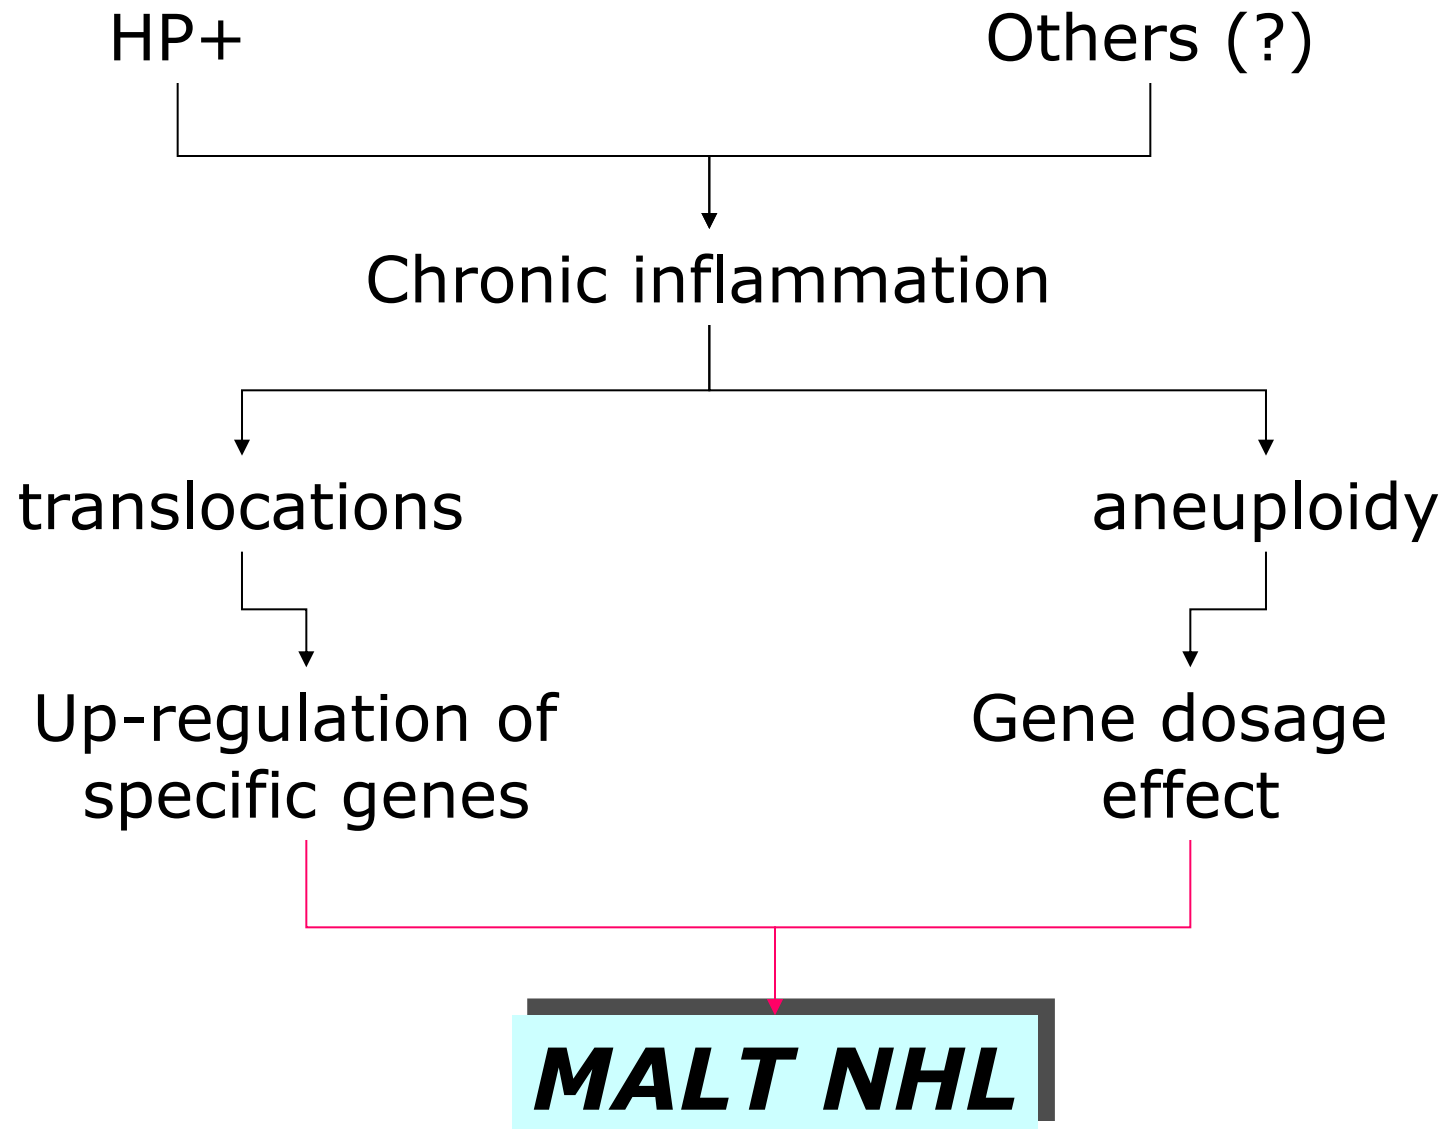 HP+
Others (?)
Chronic inflammation
translocations
aneuploidy
Up-regulation of
specific genes
Gene dosage
effect
MALT NHL